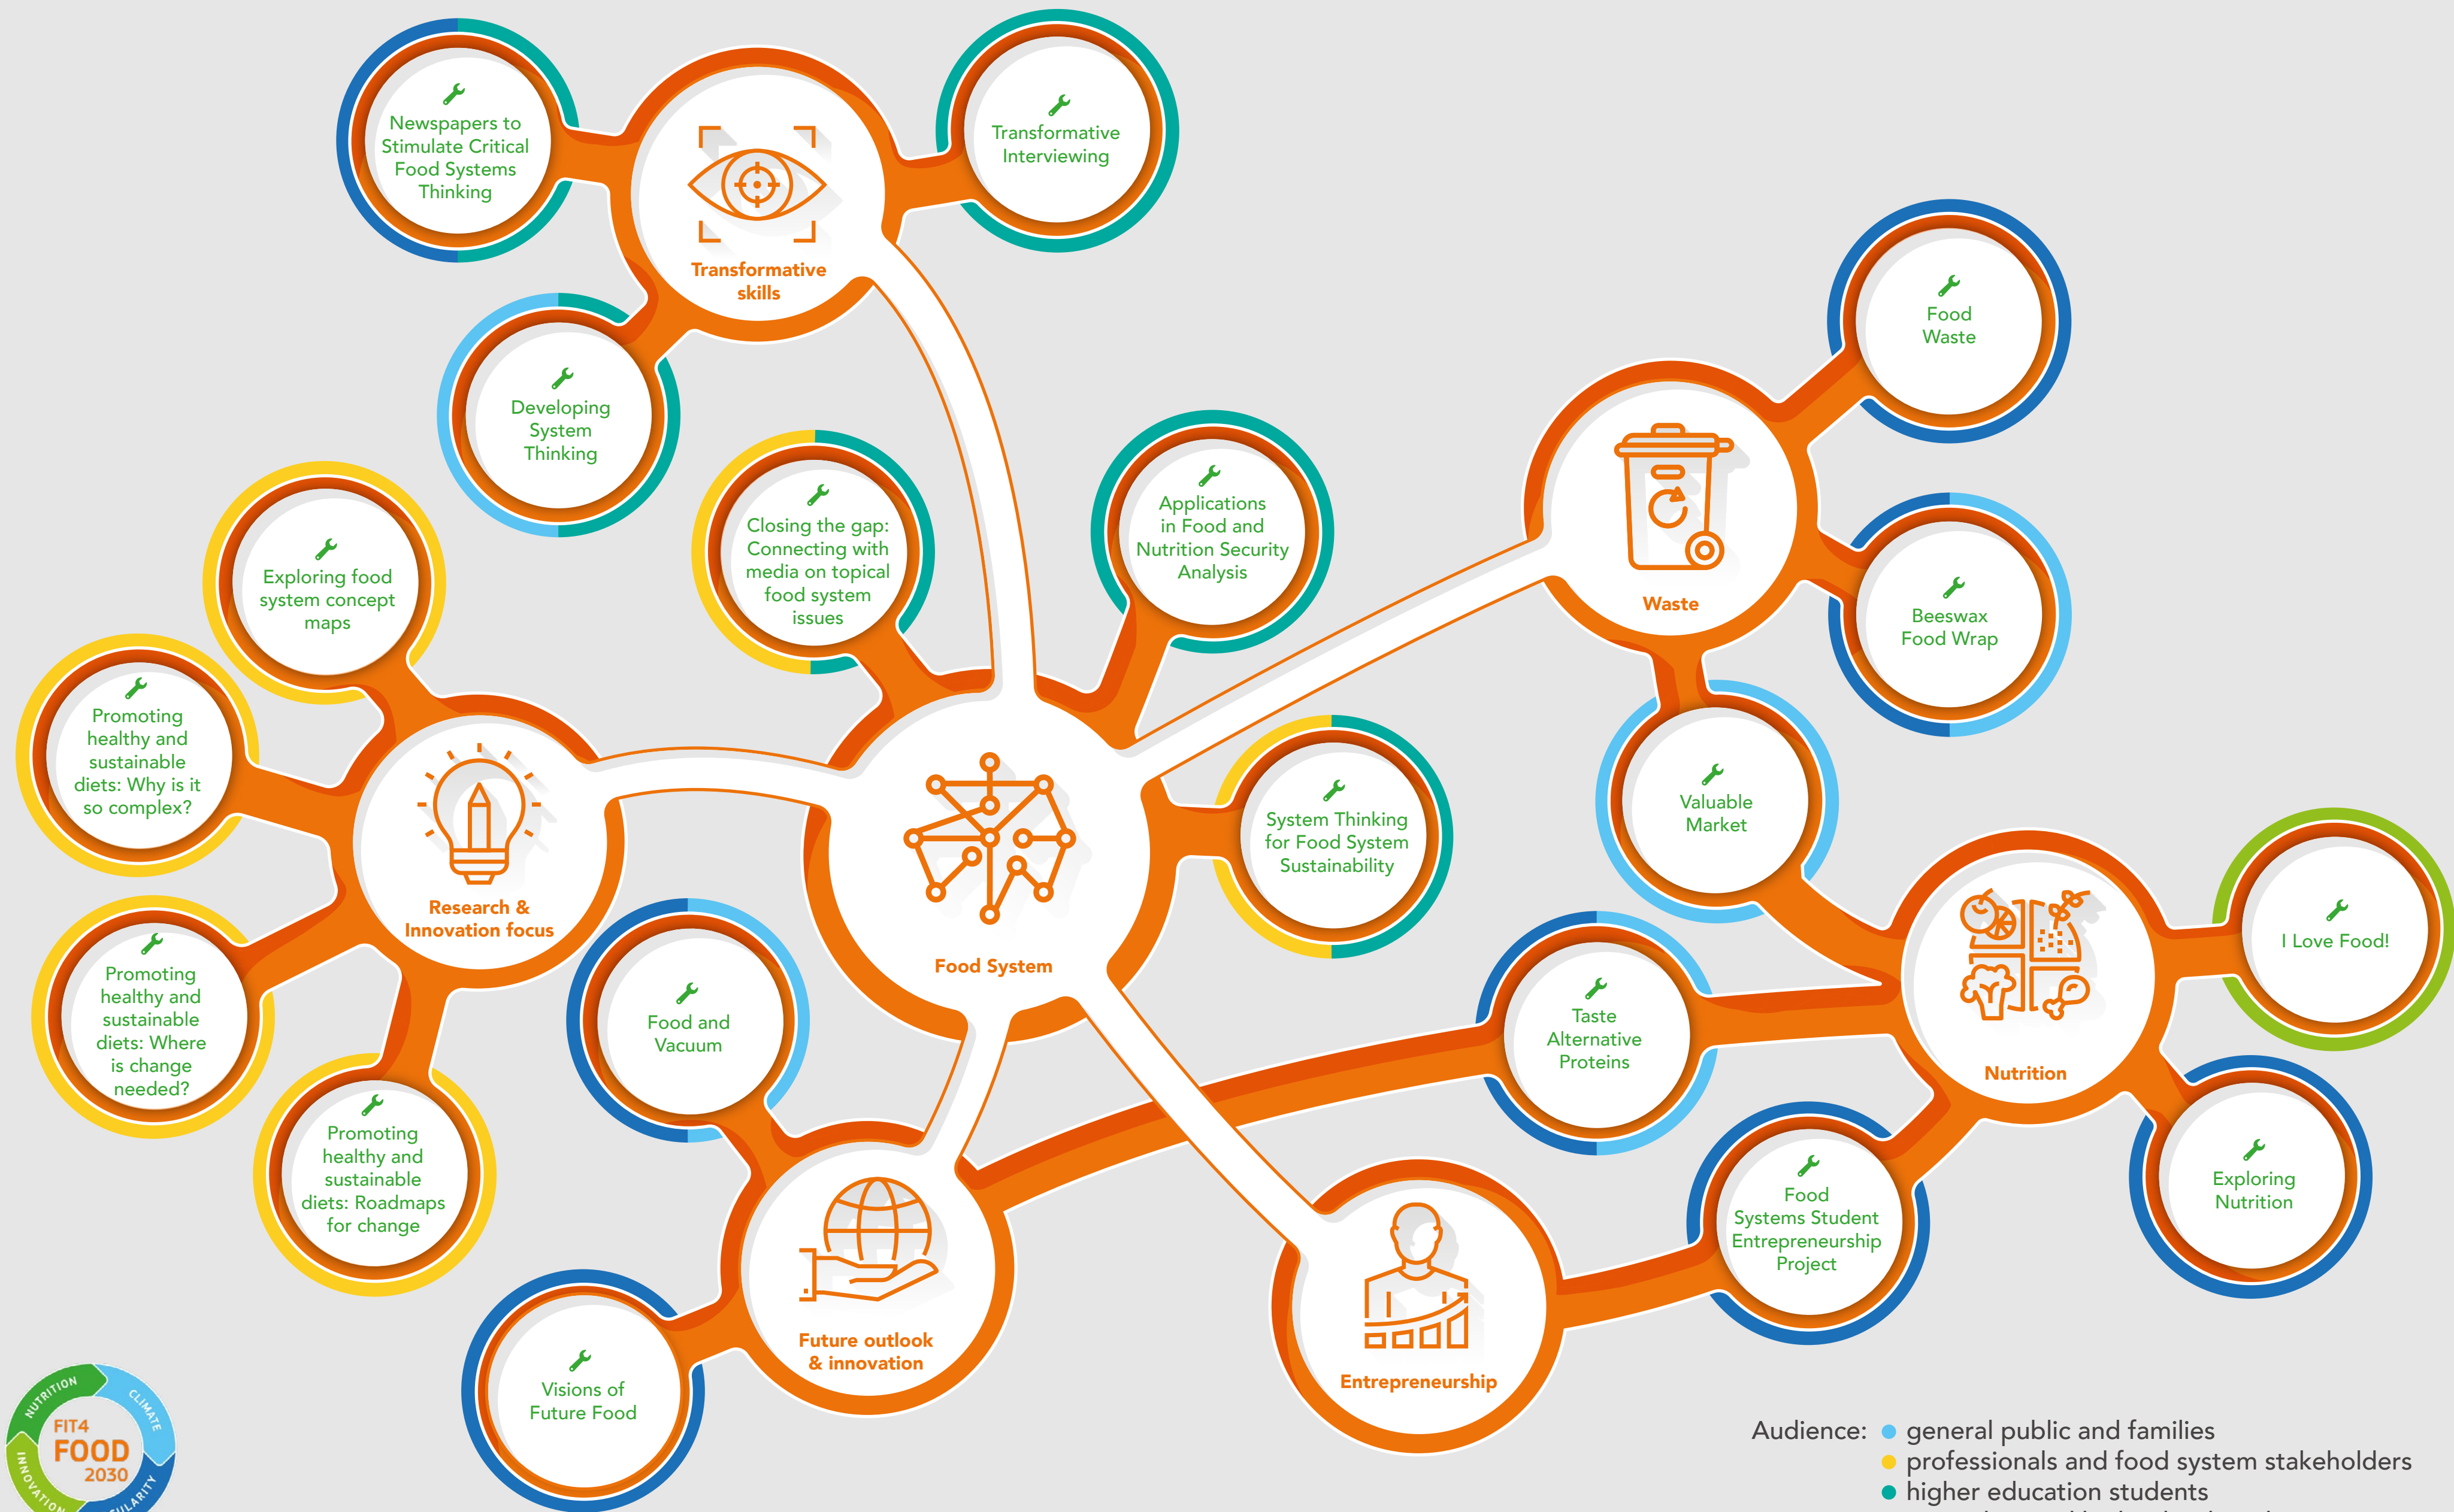 Newspapers to
Stimulate Critical
Food Systems
Thinking
Transformative
Interviewing
Transformative
skills
Developing
System
Thinking
Food
Waste
Waste
Beeswax
Food Wrap
Valuable
Market
Closing the gap:
Connecting with
media on topical
food system
issues
Applications
in Food and
Nutrition Security
Analysis
Exploring food
system concept
maps
Promoting
healthy and
sustainable
diets: Why is it
so complex?
Research &
Innovation focus
Promoting
healthy and
sustainable
diets: Where
is change
needed?
Promoting
healthy and
sustainable
diets: Roadmaps
for change
Food System
System Thinking
for Food System
Sustainability
Food and
Vacuum
Taste
Alternative
Proteins
Nutrition
I Love Food!
Exploring
Nutrition
Food
Systems Student
Entrepreneurship
Project
Future outlook
& innovation
Visions of
Future Food
Entrepreneurship
NUTRITION
CLIMATE
INNOVATION
FIT4
FOOD
2030
Audience:
general public and families
professionals and food system stakeholders
higher education students